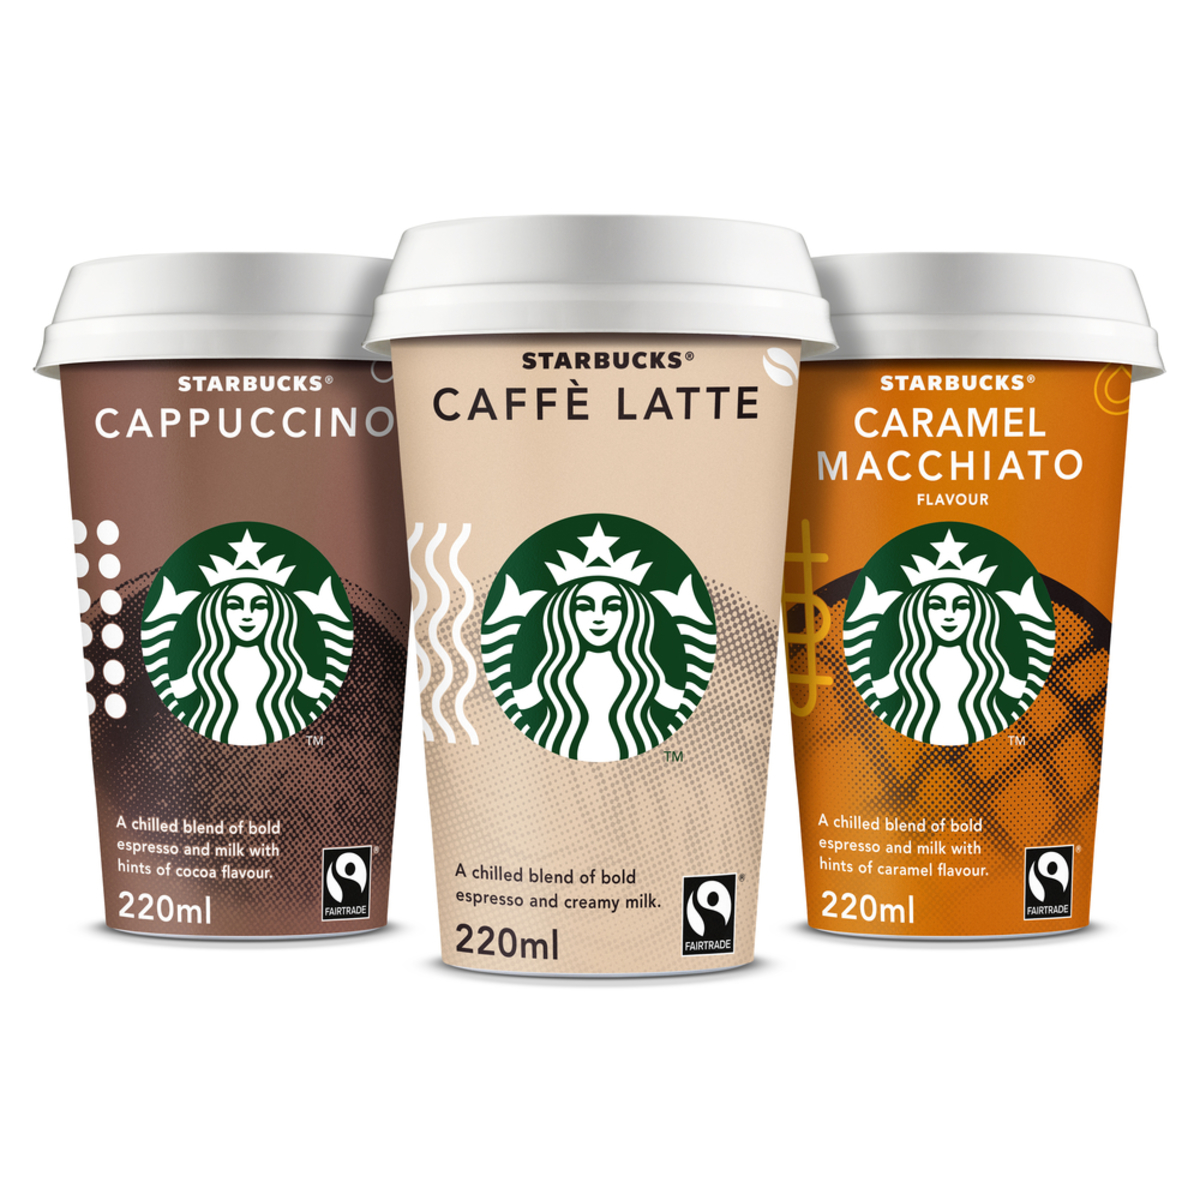 STARBUCKS®
CAPPUCCINO
TM
A chilled blend of bold
espresso and milk with
hints of cocoa flavour.
220ml
FAIRTRADE
®
STARBUCKS®
CAFFÈ LATTE
TM
A chilled blend of bold
espresso and creamy milk.
220ml
FAIRTRADE
®
STARBUCKS®
CARAMEL
MACCHIATO
FLAVOUR
TM
A chilled blend of bold
espresso and milk with
hints of caramel flavour.
220ml
FAIRTRADE
®